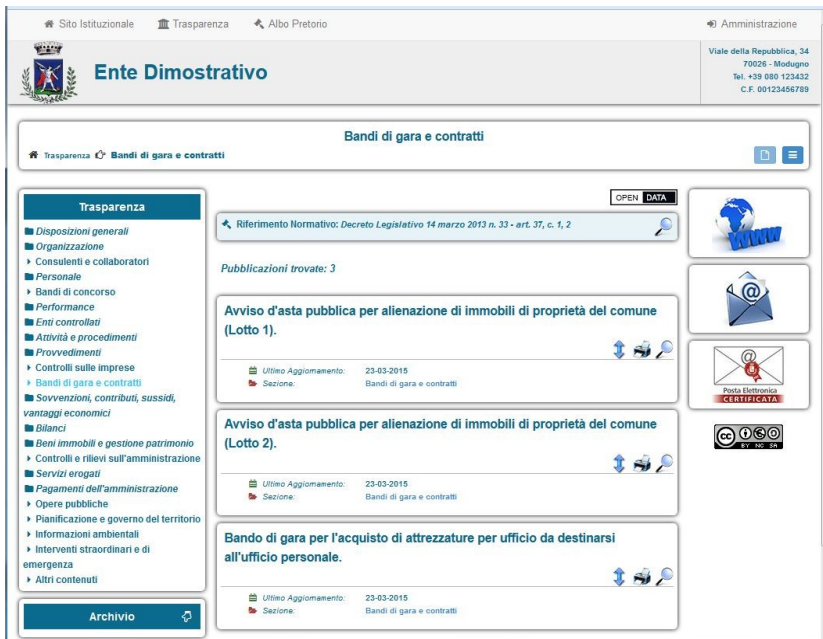 Sito Istituzionale Trasparenza Albo Pretorio Amministrazione
Ente Dimostrativo
Viale della Repubblica, 34
70026 - Modugno
Tel. +39 080 123432
C.F. 00123456789
Bandi di gara e contratti
Trasparenza Bandi di gara e contratti
Trasparenza
Disposizioni generali
Organizzazione
Consulenti e collaboratori
Personale
Bandi di concorso
Performance
Enti controllati
Attività e procedimenti
Provvedimenti
Controlli sulle imprese
Bandi di gara e contratti
Sovvenzioni, contributi, sussidi,
vantaggi economici
Bilanci
Beni immobili e gestione patrimonio
Controlli e rilievi sull'amministrazione
Servizi erogati
Pagamenti dell'amministrazione
Opere pubbliche
Pianificazione e governo del territorio
Informazioni ambientali
Interventi straordinari e di
emergenza
Altri contenuti
Archivio
OPEN DATA
Riferimento Normativo: Decreto Legislativo 14 marzo 2013 n. 33 - art. 37, c. 1, 2
Pubblicazioni trovate: 3
Avviso d'asta pubblica per alienazione di immobili di proprietà del comune
(Lotto 1).
Ultimo Aggiornamento: 23-03-2015
Sezione: Bandi di gara e contratti
Avviso d'asta pubblica per alienazione di immobili di proprietà del comune
(Lotto 2).
Ultimo Aggiornamento: 23-03-2015
Sezione: Bandi di gara e contratti
Bando di gara per l'acquisto di attrezzature per ufficio da destinarsi
all'ufficio personale.
Ultimo Aggiornamento: 23-03-2015
Sezione: Bandi di gara e contratti
WWW
@
@
Posta Elettronica
CERTIFICATA
cc
BY NC SA